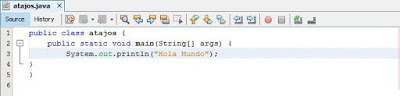 atajos.java
Source History
1 public class atajos {
2 public static void main(String[] args) {
3 System.out.println("Hola Mundo");
4 }
5 }